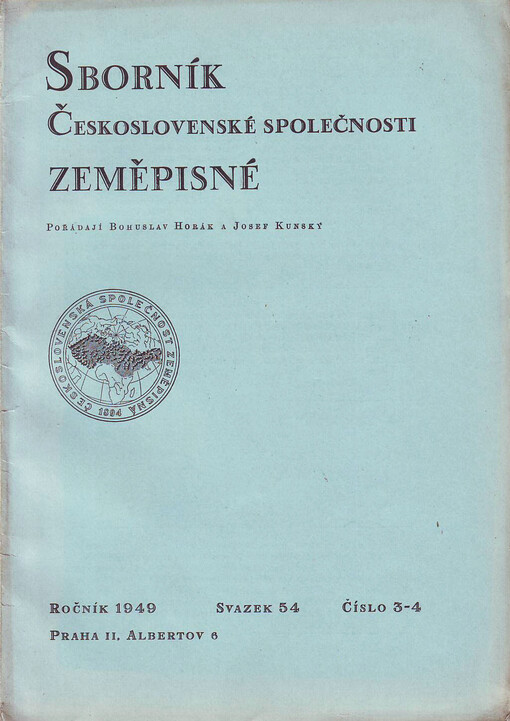 Sborník
Československé společnosti
zeměpisné
Pořádají Bohuslav Horák a Josef Kunský
ČESKOSLOVENSKÁ SPOLEČNOST ZEMĚPISNÁ
1894
Ročník 1949 Svazek 54 Číslo 3-4
Praha II, Albertov 6